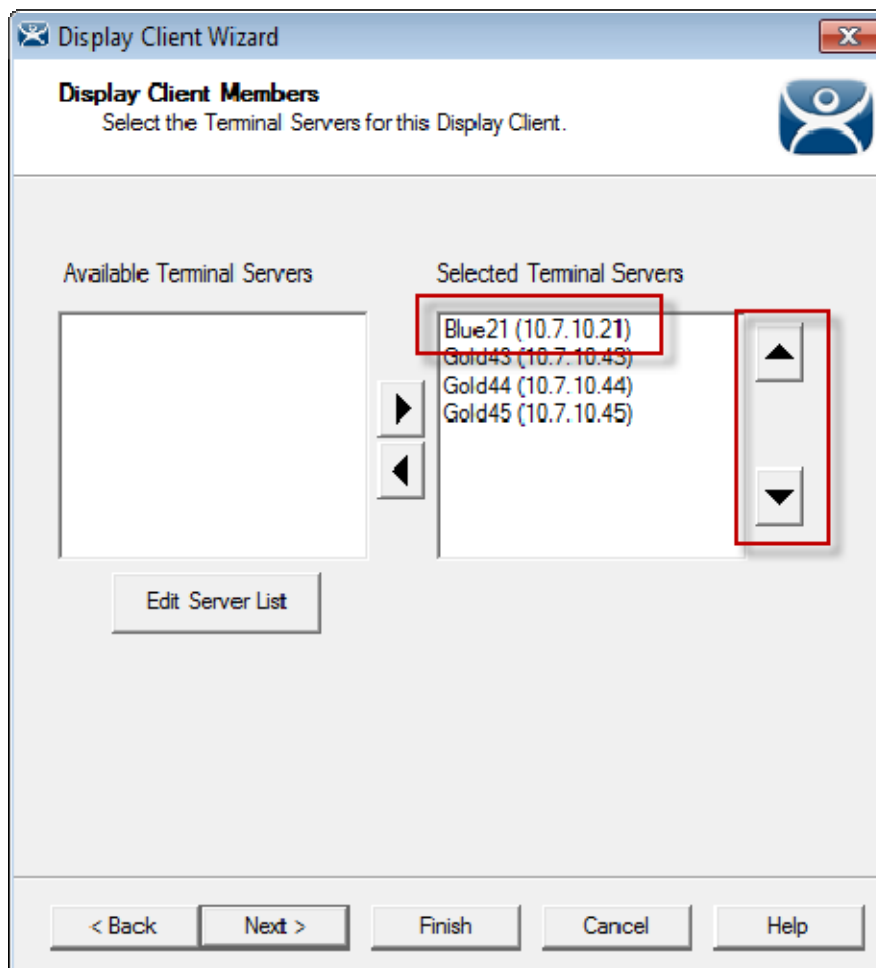 Display Client Wizard
Display Client Members
Select the Terminal Servers for this Display Client.
Available Terminal Servers
Selected Terminal Servers
Blue21 (10.7.10.21)
Gold43 (10.7.10.43)
Gold44 (10.7.10.44)
Gold45 (10.7.10.45)
Edit Server List
< Back
Next >
Finish
Cancel
Help